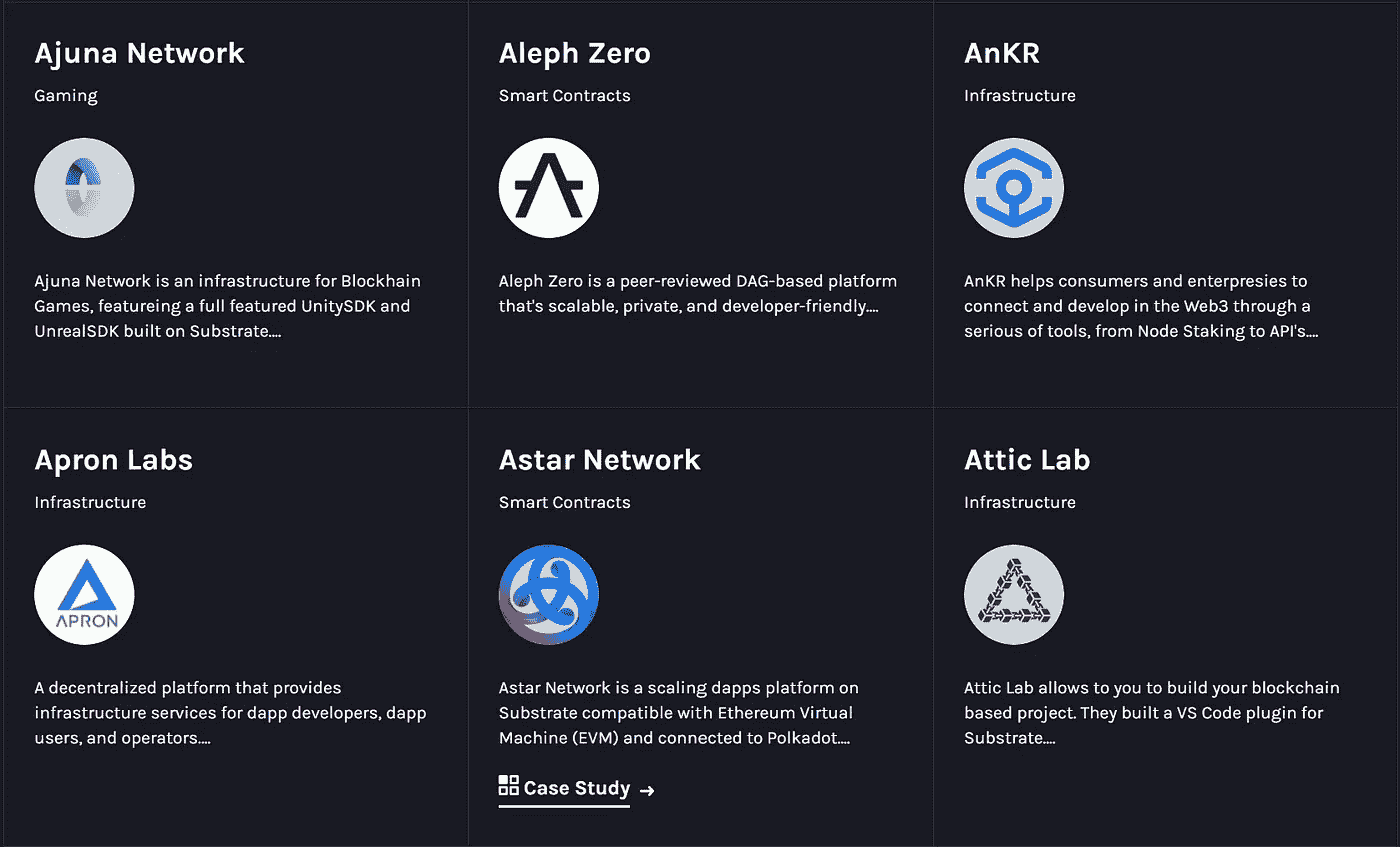 Ajuna Network
Gaming
Ajuna Network is an infrastructure for Blockhain
Games, featureing a full featured UnitySDK and
UnrealSDK built on Substrate....
Aleph Zero
Smart Contracts
Aleph Zero is a peer-reviewed DAG-based platform
that's scalable, private, and developer-friendly....
AnKR
Infrastructure
AnKR helps consumers and enterpresies to
connect and develop in the Web3 through a
serious of tools, from Node Staking to API's....
Apron Labs
Infrastructure
APRON
A decentralized platform that provides
infrastructure services for dapp developers, dapp
users, and operators....
Astar Network
Smart Contracts
Astar Network is a scaling dapps platform on
Substrate compatible with Ethereum Virtual
Machine (EVM) and connected to Polkadot....
Case Study →
Attic Lab
Infrastructure
Attic Lab allows to you to build your blockchain
based project. They built a VS Code plugin for
Substrate....